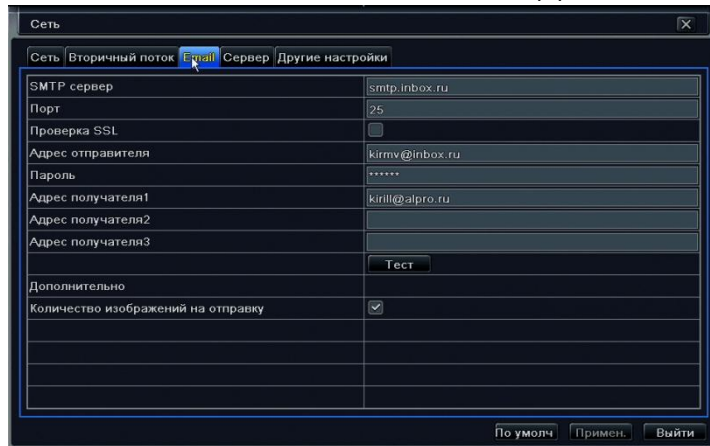 Сеть
Сеть Вторичный поток Email Сервер Другие настройки
SMTP сервер smtp.inbox.ru
Порт 25
Проверка SSL
Адрес отправителя kirmv@inbox.ru
Пароль ******
Адрес получателя1 kirill@alpro.ru
Адрес получателя2
Адрес получателя3
Тест
Дополнительно
Количество изображений на отправку
По умолч Примен. Выйти